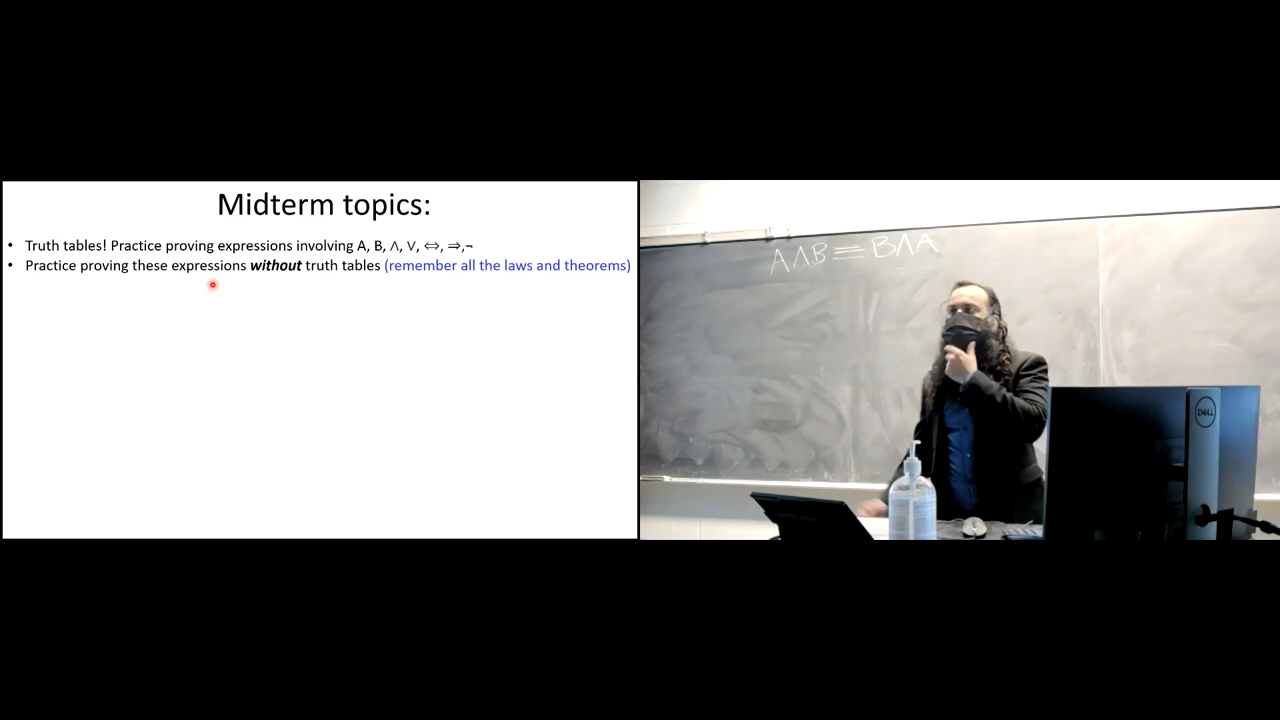 Midterm topics:
• Truth tables! Practice proving expressions involving A, B, ∧, ∨, ⇔, ⇒,¬
• Practice proving these expressions without truth tables (remember all the laws and theorems)
A∧B≡B∧A
DELL